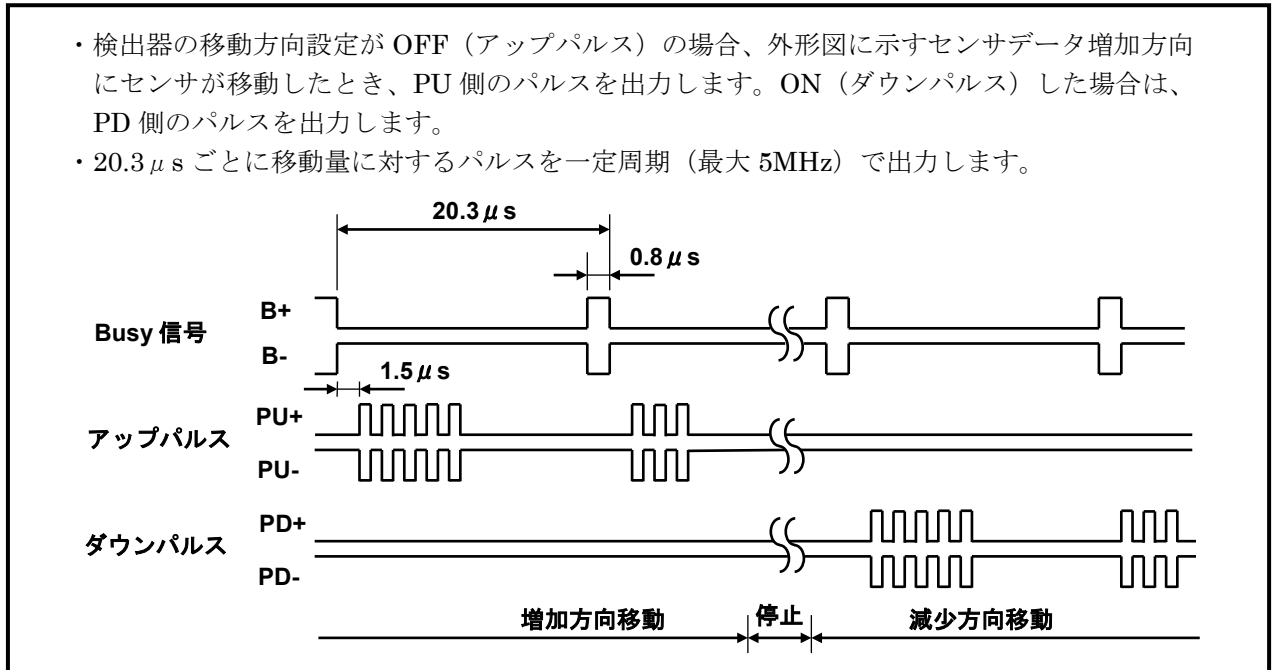 ・検出器の移動方向設定が OFF（アップパルス）の場合、外形図に示すセンサデータ増加方向
にセンサが移動したとき、PU 側のパルスを出力します。ON（ダウンパルス）した場合は、
PD 側のパルスを出力します。
・20.3μs ごとに移動量に対するパルスを一定周期（最大 5MHz）で出力します。
20.3μs
0.8μs
B+
Busy 信号
B-
1.5μs
PU+
アップパルス
PU-
PD+
ダウンパルス
PD-
増加方向移動 停止 減少方向移動